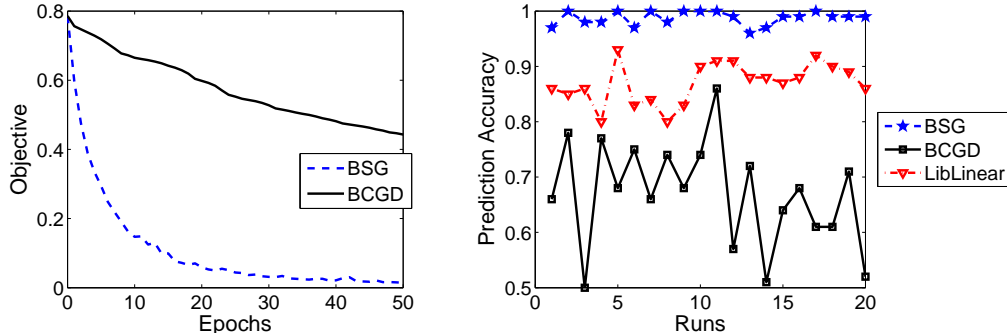 0.8
0.6
0.4
0.2
0
0 10 20 30 40 50
Objective
Epochs
BSG
BCGD
1
0.9
0.8
0.7
0.6
0.5
0 5 10 15 20
Prediction Accuracy
Runs
BSG
BCGD
LibLinear